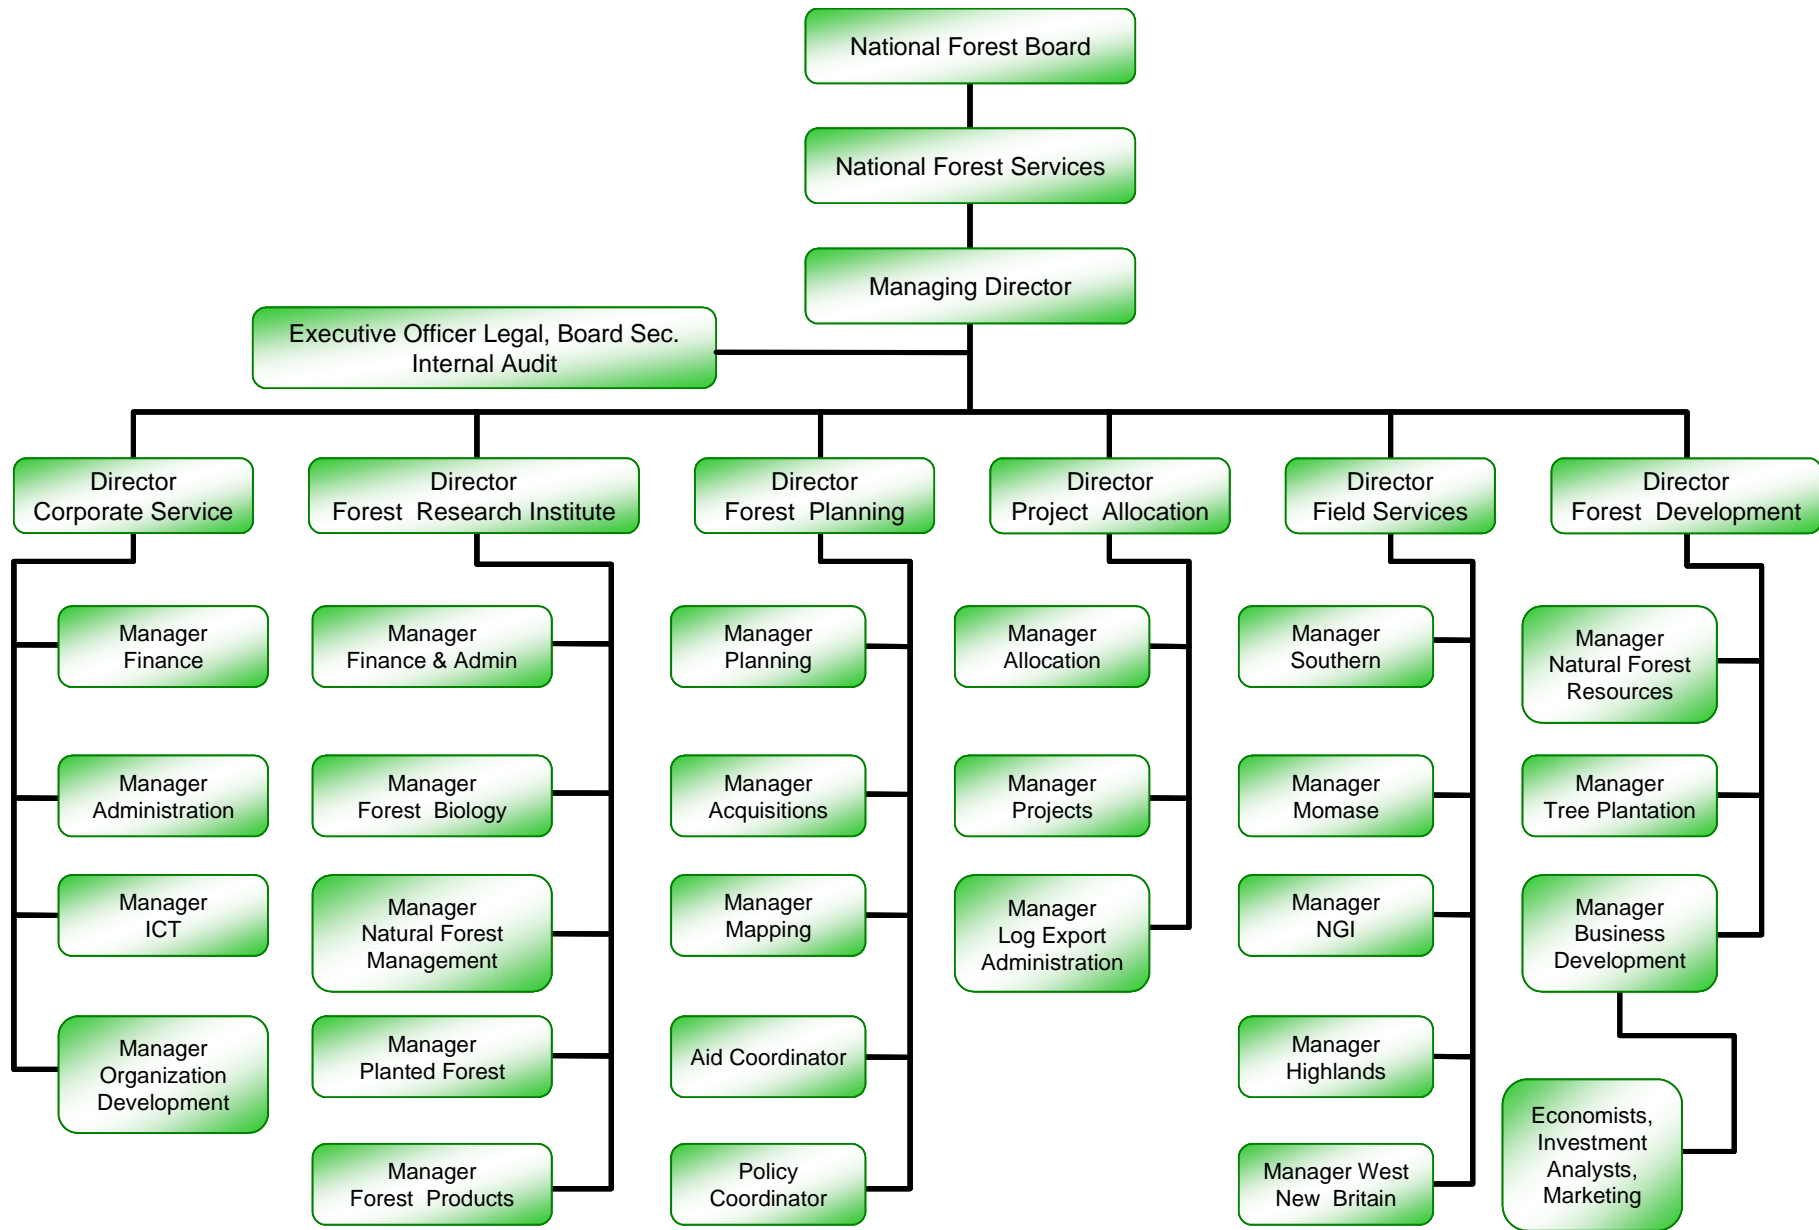 National Forest Board
National Forest Services
Managing Director
Executive Officer Legal, Board Sec.
Internal Audit
Director
Corporate Service
Director
Forest Research Institute
Director
Forest Planning
Director
Project Allocation
Director
Field Services
Director
Forest Development
Manager
Finance
Manager
Administration
Manager
ICT
Manager
Organization
Development
Manager
Finance & Admin
Manager
Forest Biology
Manager
Natural Forest
Management
Manager
Planted Forest
Manager
Forest Products
Manager
Planning
Manager
Acquisitions
Manager
Mapping
Aid Coordinator
Policy
Coordinator
Manager
Allocation
Manager
Projects
Manager
Log Export
Administration
Manager
Southern
Manager
Momase
Manager
NGI
Manager
Highlands
Manager West
New Britain
Manager
Natural Forest
Resources
Manager
Tree Plantation
Manager
Business
Development
Economists,
Investment
Analysts,
Marketing